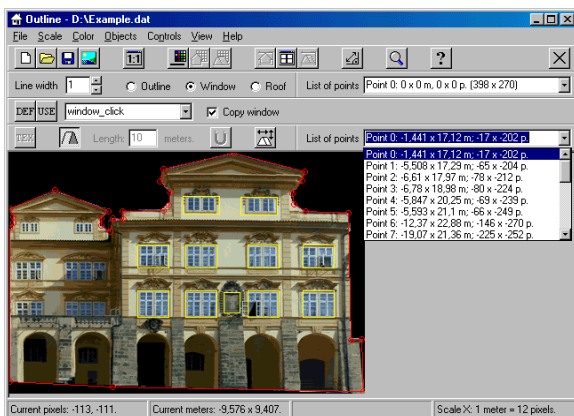 Outline - D:\Example.dat
File Scale Color Objects Controls View Help
1:1 ?
Line width 1 Outline Window Roof List of points Point 0: 0 x 0 m, 0 x 0 p. (398 x 270)
DEF USE window_click Copy window
TEX Length: 10 meters. List of points Point 0: -1,441 x 17,12 m; -17 x -202 p.
Point 0: -1,441 x 17,12 m; -17 x -202 p.
Point 1: -5,508 x 17,29 m; -65 x -204 p.
Point 2: -6,61 x 17,97 m; -78 x -212 p.
Point 3: -6,78 x 18,98 m; -80 x -224 p.
Point 4: -5,847 x 20,25 m; -69 x -239 p.
Point 5: -5,593 x 21,1 m; -66 x -249 p.
Point 6: -12,37 x 22,88 m; -146 x -270 p.
Point 7: -19,07 x 21,36 m; -225 x -252 p.
Current pixels: -113, -111. Current meters: -9,576 x 9,407. Scale X: 1 meter = 12 pixels.